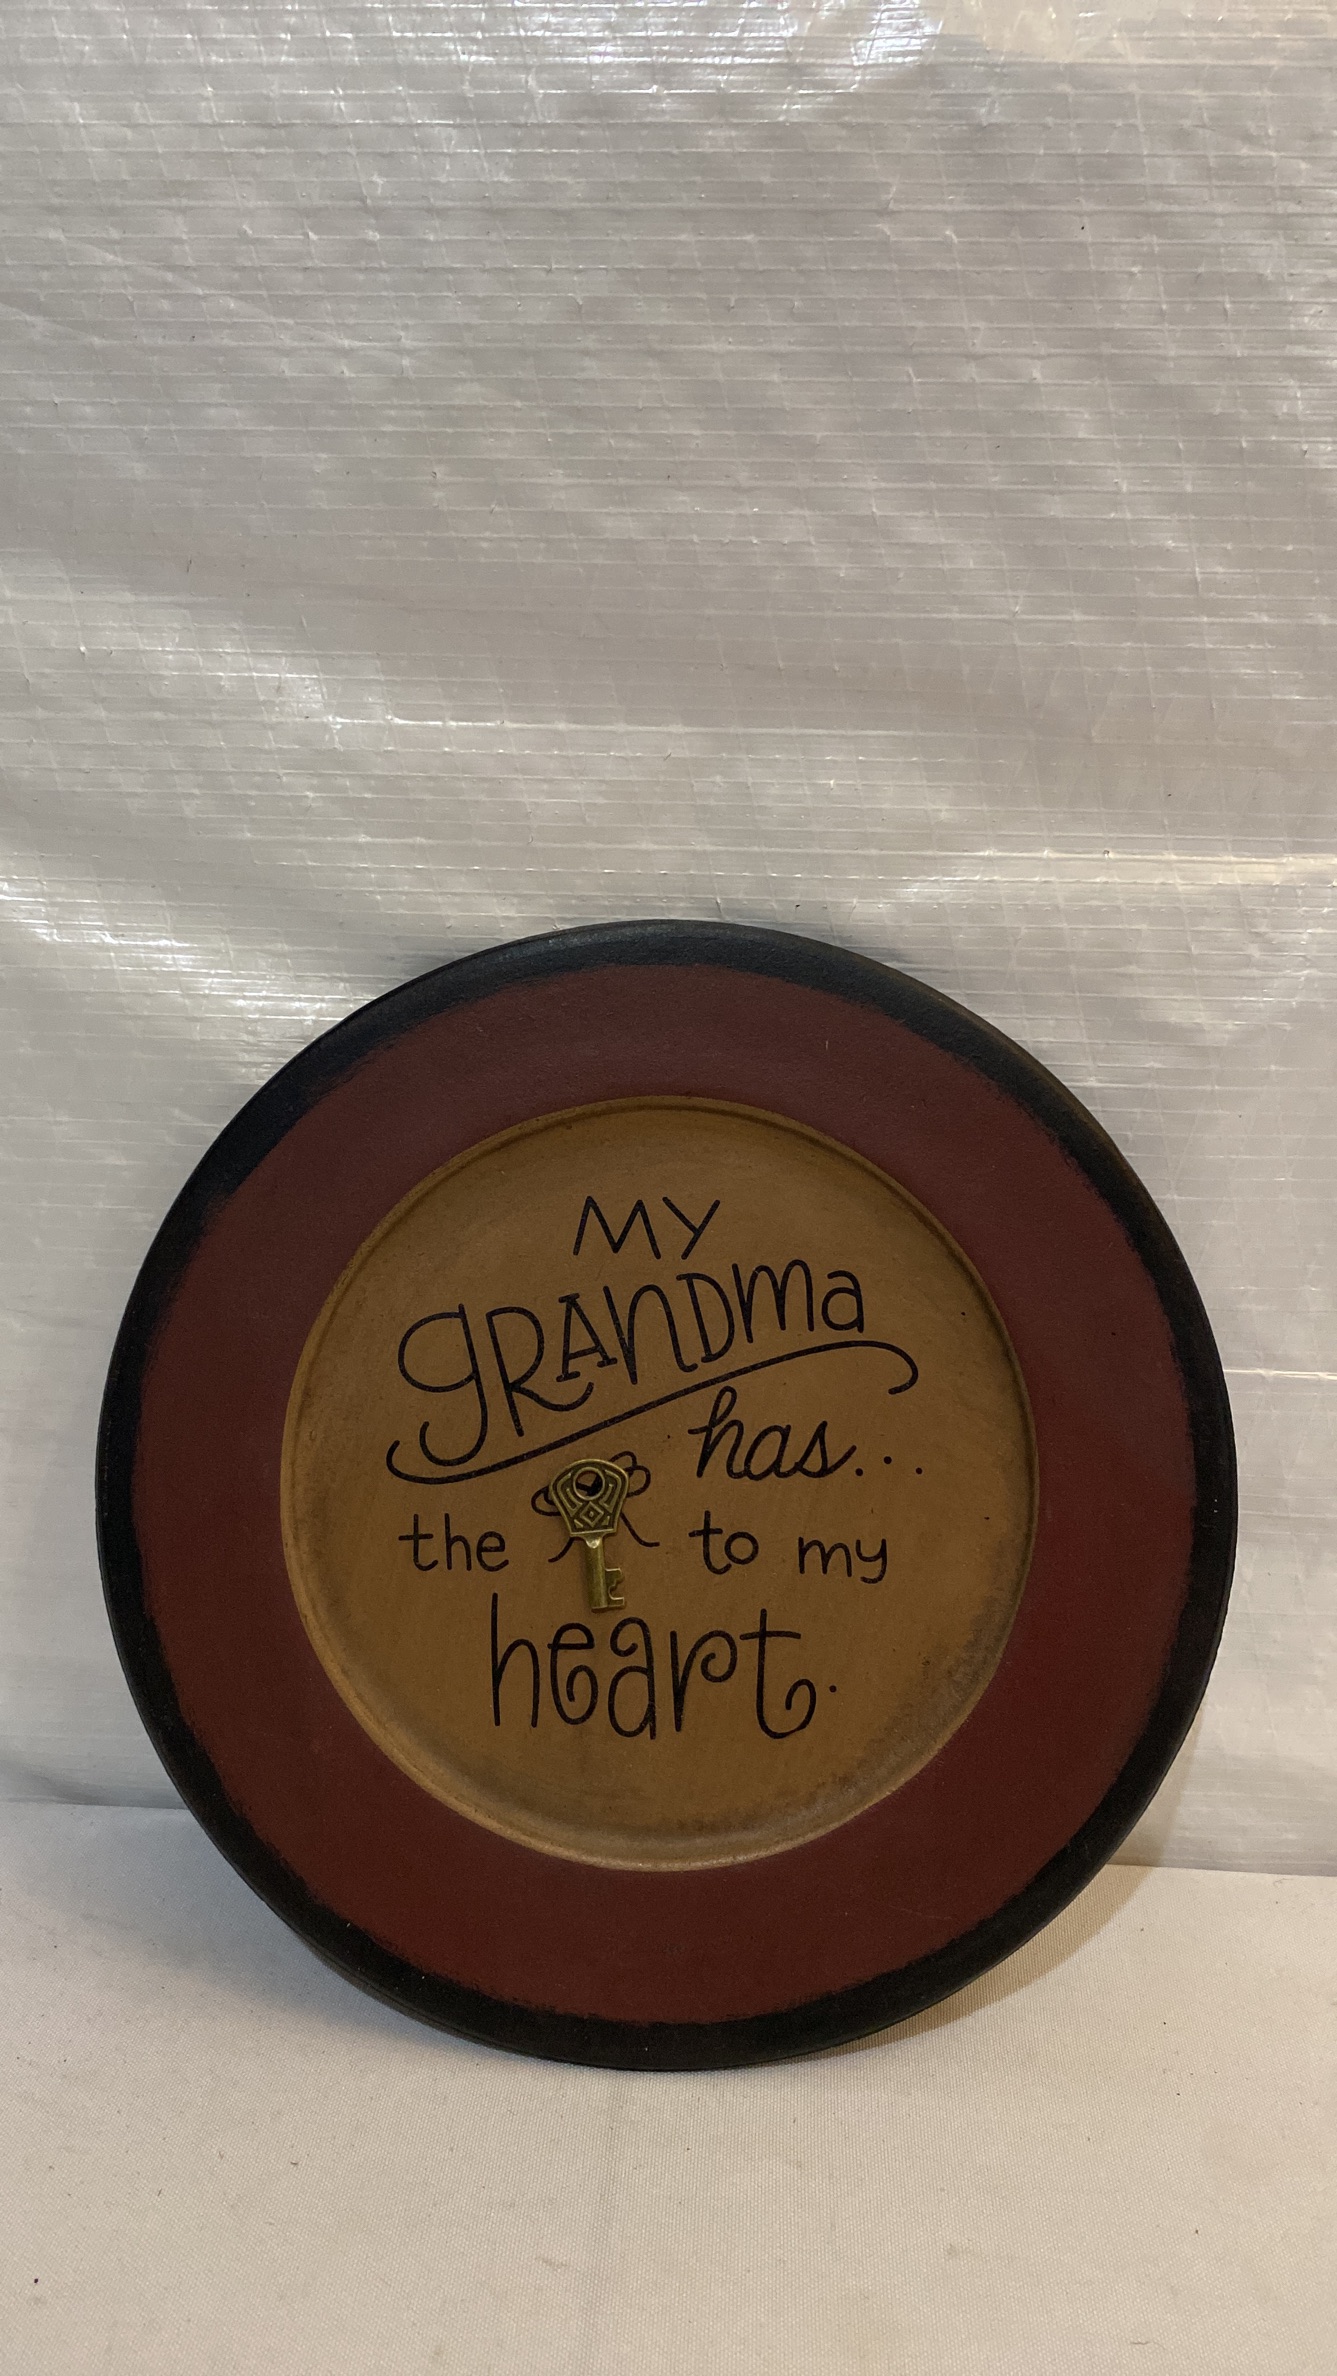 My
GRANDma
has...
the to my
heart.